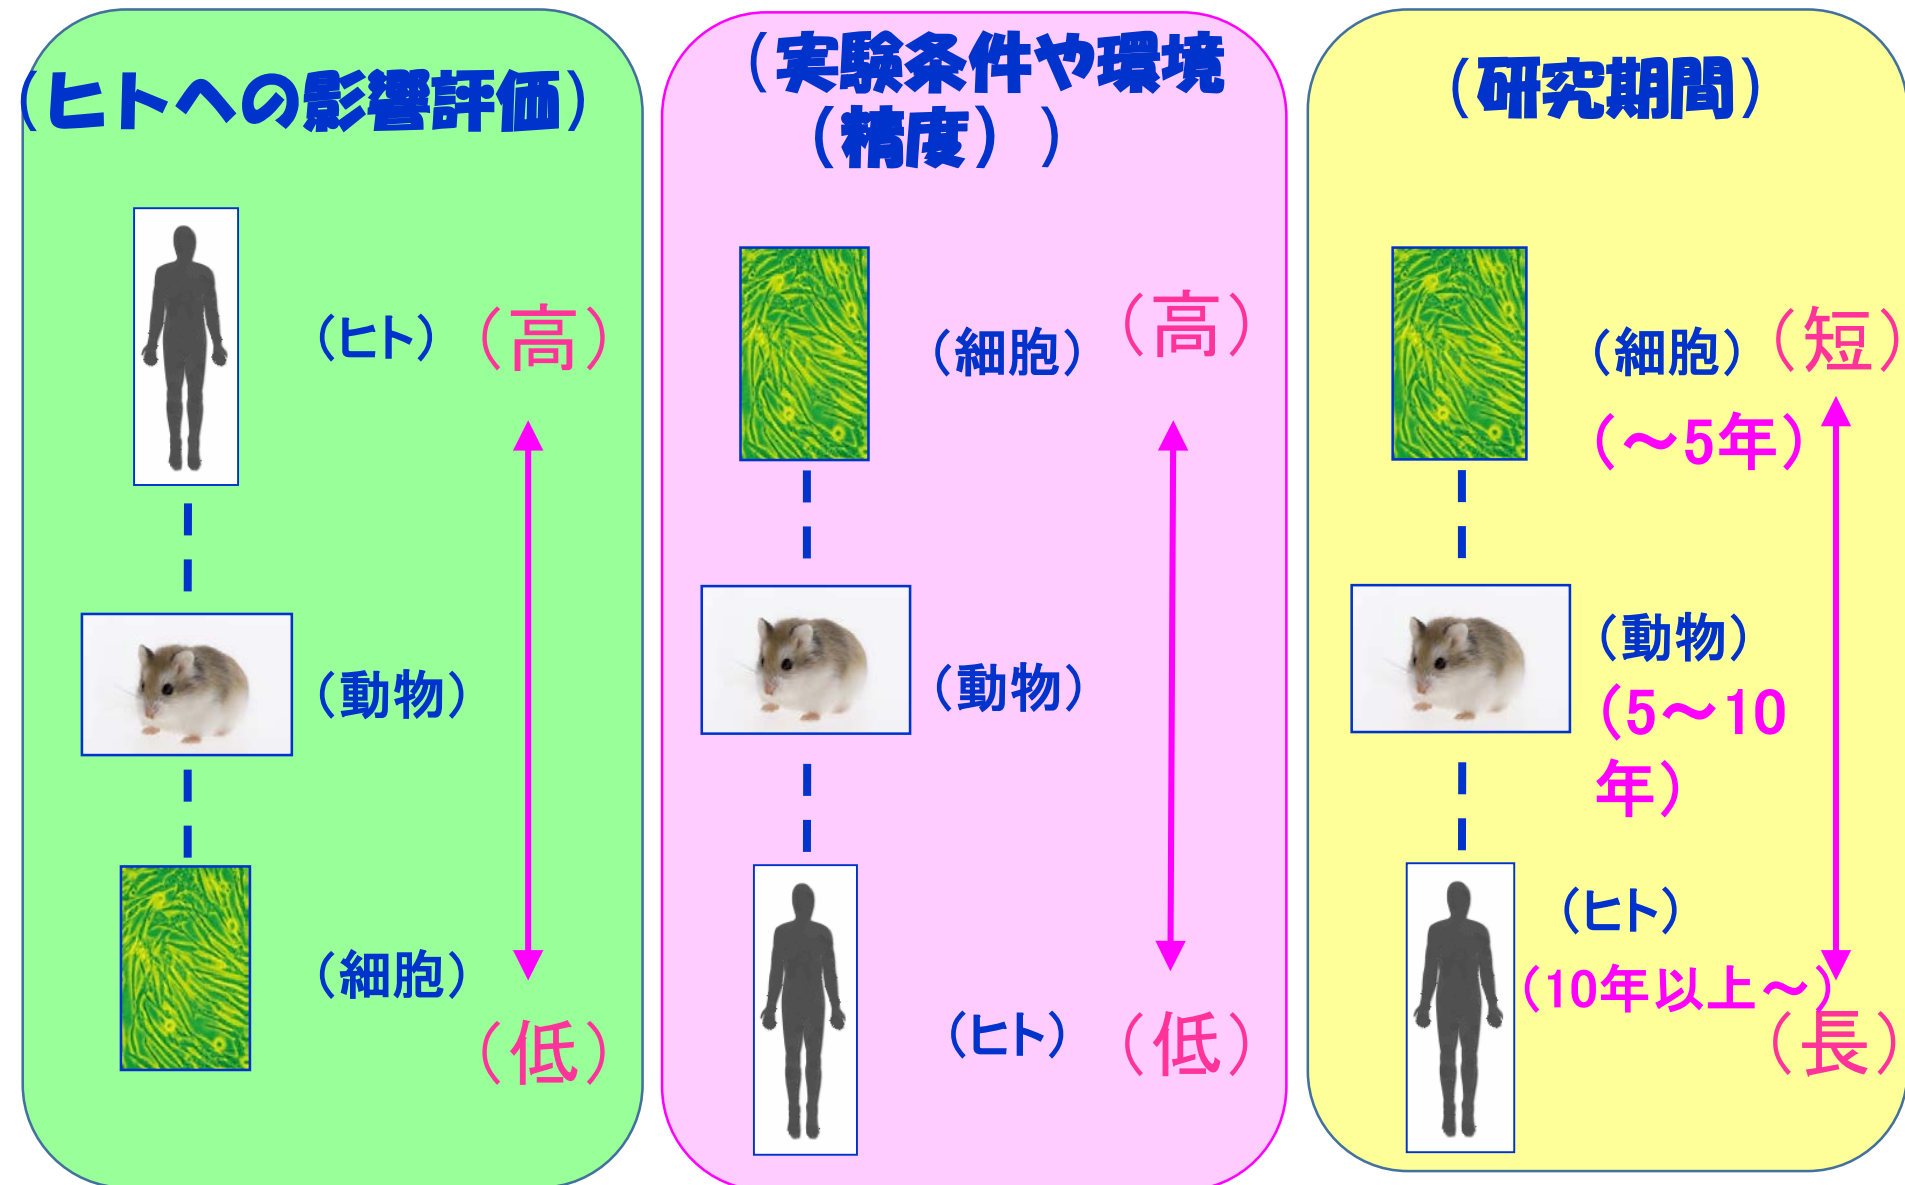 （ヒトへの影響評価）
（ヒト）（高）
（動物）
（細胞）
（低）
（実験条件や環境
（精度））
（細胞）（高）
（動物）
（ヒト）（低）
（研究期間）
（細胞）（短）
（～5年）
（動物）
（5～10
年）
（ヒト）
（10年以上～）
（長）